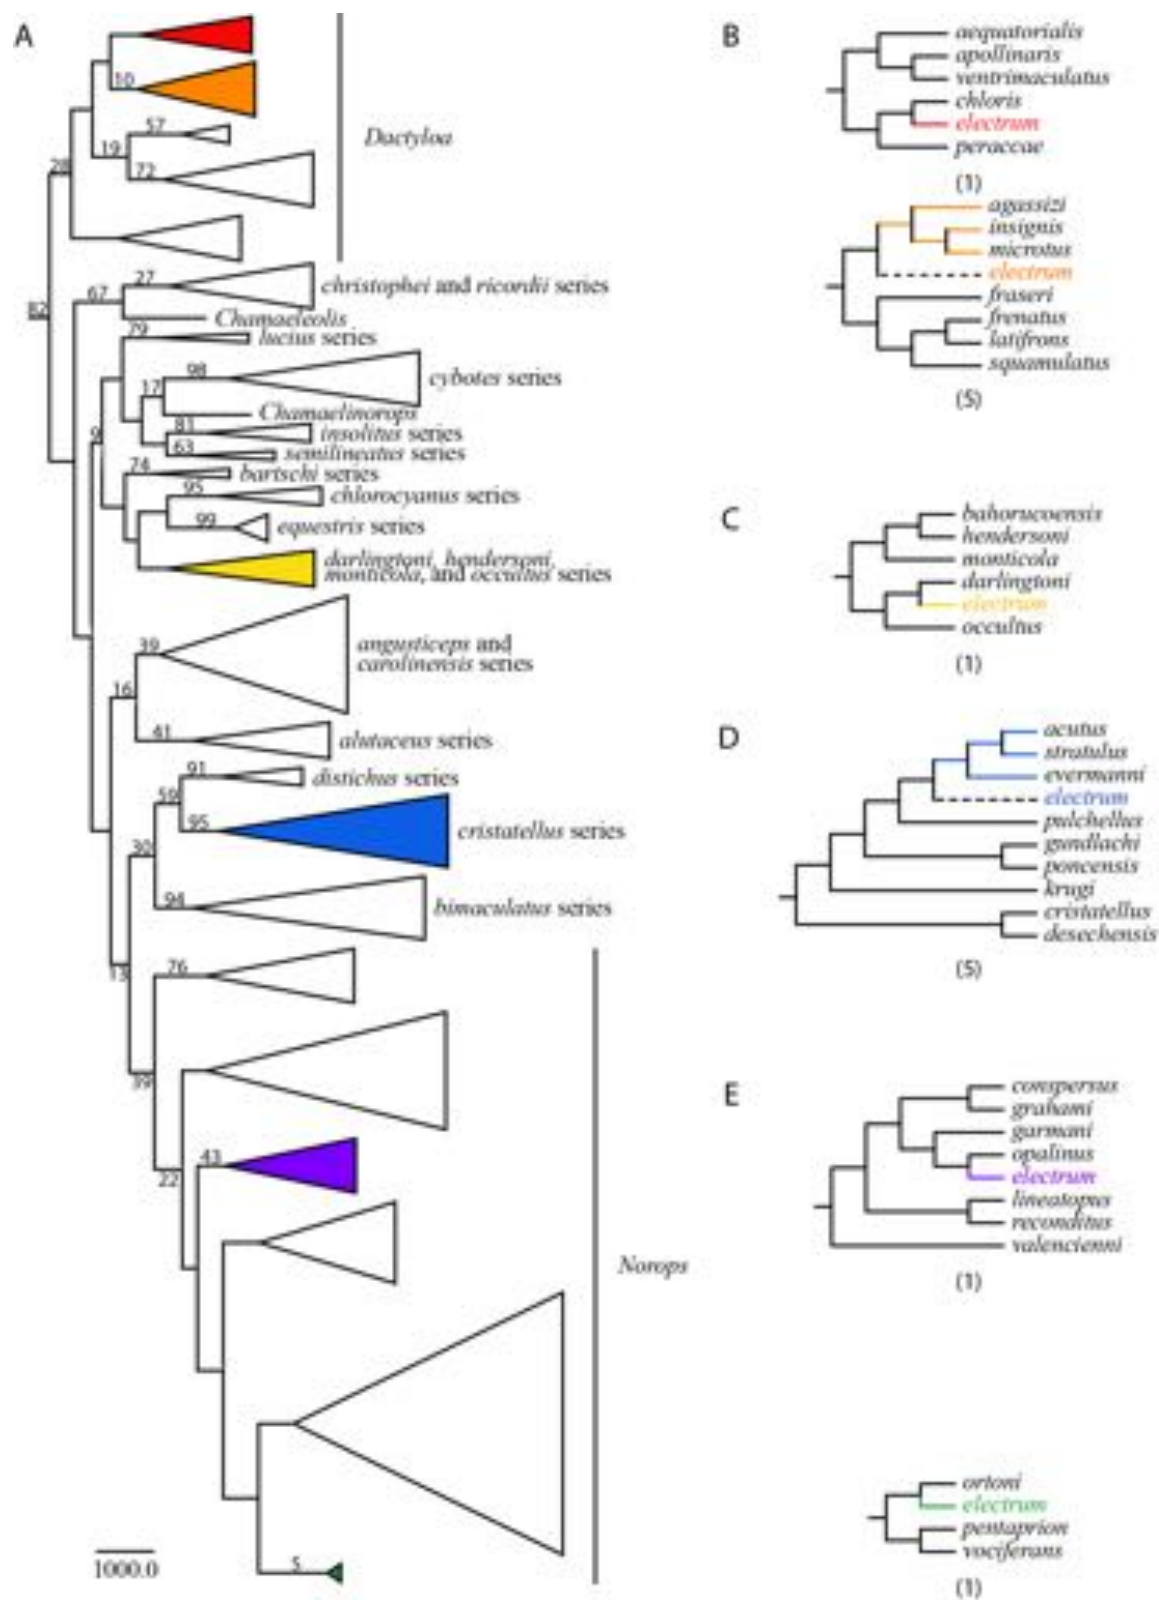 A
10
57
19
72
28
Dactyloa
27
67
christophei and ricordii series
82
Chamaeleolis
79
lucius series
98
cybotes series
17
Chamaelinorops
81
insolitus series
9
63
semilineatus series
74
bartschi series
95
chlorocyanus series
99
equestris series
darlingtoni, hendersoni,
monticola, and occultus series
39
angusticeps and
carolinensis series
16
41
alutaceus series
91
distichus series
59
95
cristatellus series
30
94
bimaculatus series
13
76
39
43
22
Norops
1000.0
5
B
aequatorialis
apollinaris
ventrimaculatus
chloris
electrum
peraccae
(1)
agassizi
insignis
microtus
electrum
fraseri
frenatus
latifrons
squamulatus
(5)
C
bahorucoensis
hendersoni
monticola
darlingtoni
electrum
occultus
(1)
D
acutus
stratulus
evermanni
electrum
pulchellus
gundlachi
poncensis
krugi
cristatellus
desechensis
(5)
E
conspersus
grahami
garmani
opalinus
electrum
lineatopus
reconditus
valencienni
(1)
ortoni
electrum
pentaprion
vociferans
(1)